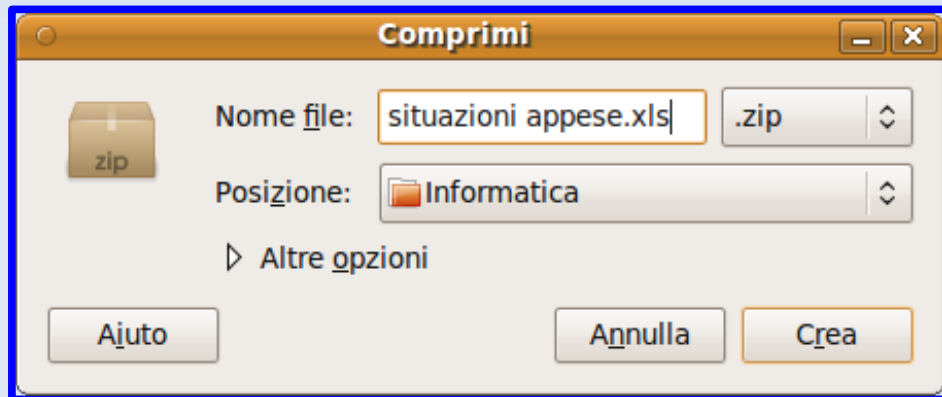 Comprimi
zip
Nome file: situazioni appese.xls .zip
Posizione: Informatica
Altre opzioni
Aiuto Annulla Crea